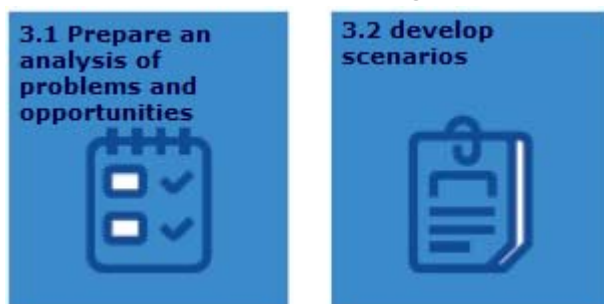 3.1 Prepare an
analysis of
problems and
opportunities
3.2 develop
scenarios